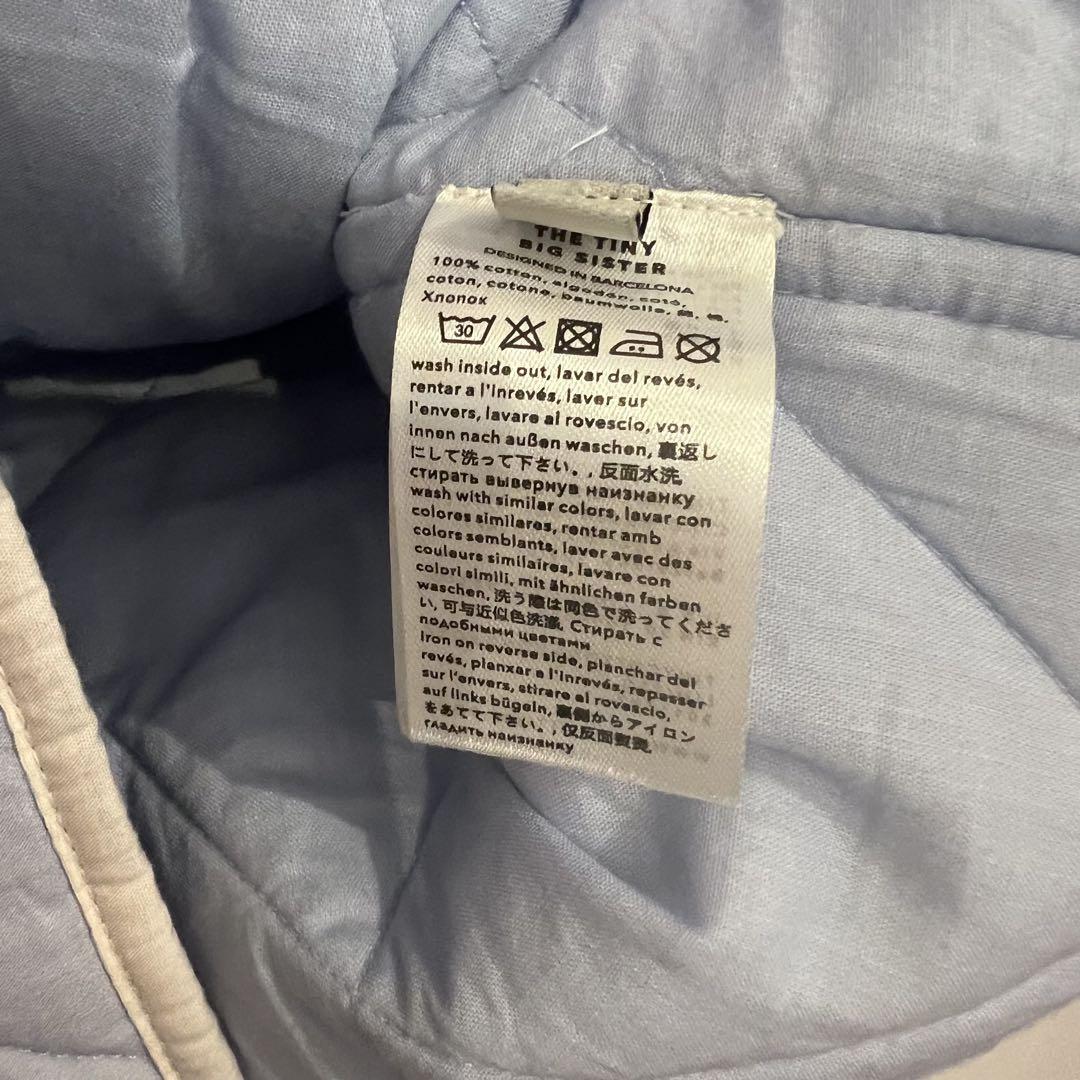 THE TINY
BIG SISTER
DESIGNED IN BARCELONA
100% cotton, algodón, cotó,
coton, cotone, baumwolle, 綿, 棉,
Хлопок
30
wash inside out, lavar del revés,
rentar a l'inrevés, laver sur
l'envers, lavare al rovescio, von
innen nach außen waschen, 裏返し
にして洗って下さい。, 反面水洗,
стирать вывернув наизнанку
wash with similar colors, lavar con
colores similares, rentar amb
colors semblants, laver avec des
couleurs similaires, lavare con
colori simili, mit ähnlichen farben
waschen, 洗う際は同色で洗ってくださ
い, 可与近似色洗涤, Стирать с
подобными цветами
Iron on reverse side, planchar del
revés, planxar a l'inrevés, repasser
sur l'envers, stirare al rovescio,
auf links bügeln, 裏側からアイロン
をあてて下さい。, 仅反面熨烫,
гладить наизнанку